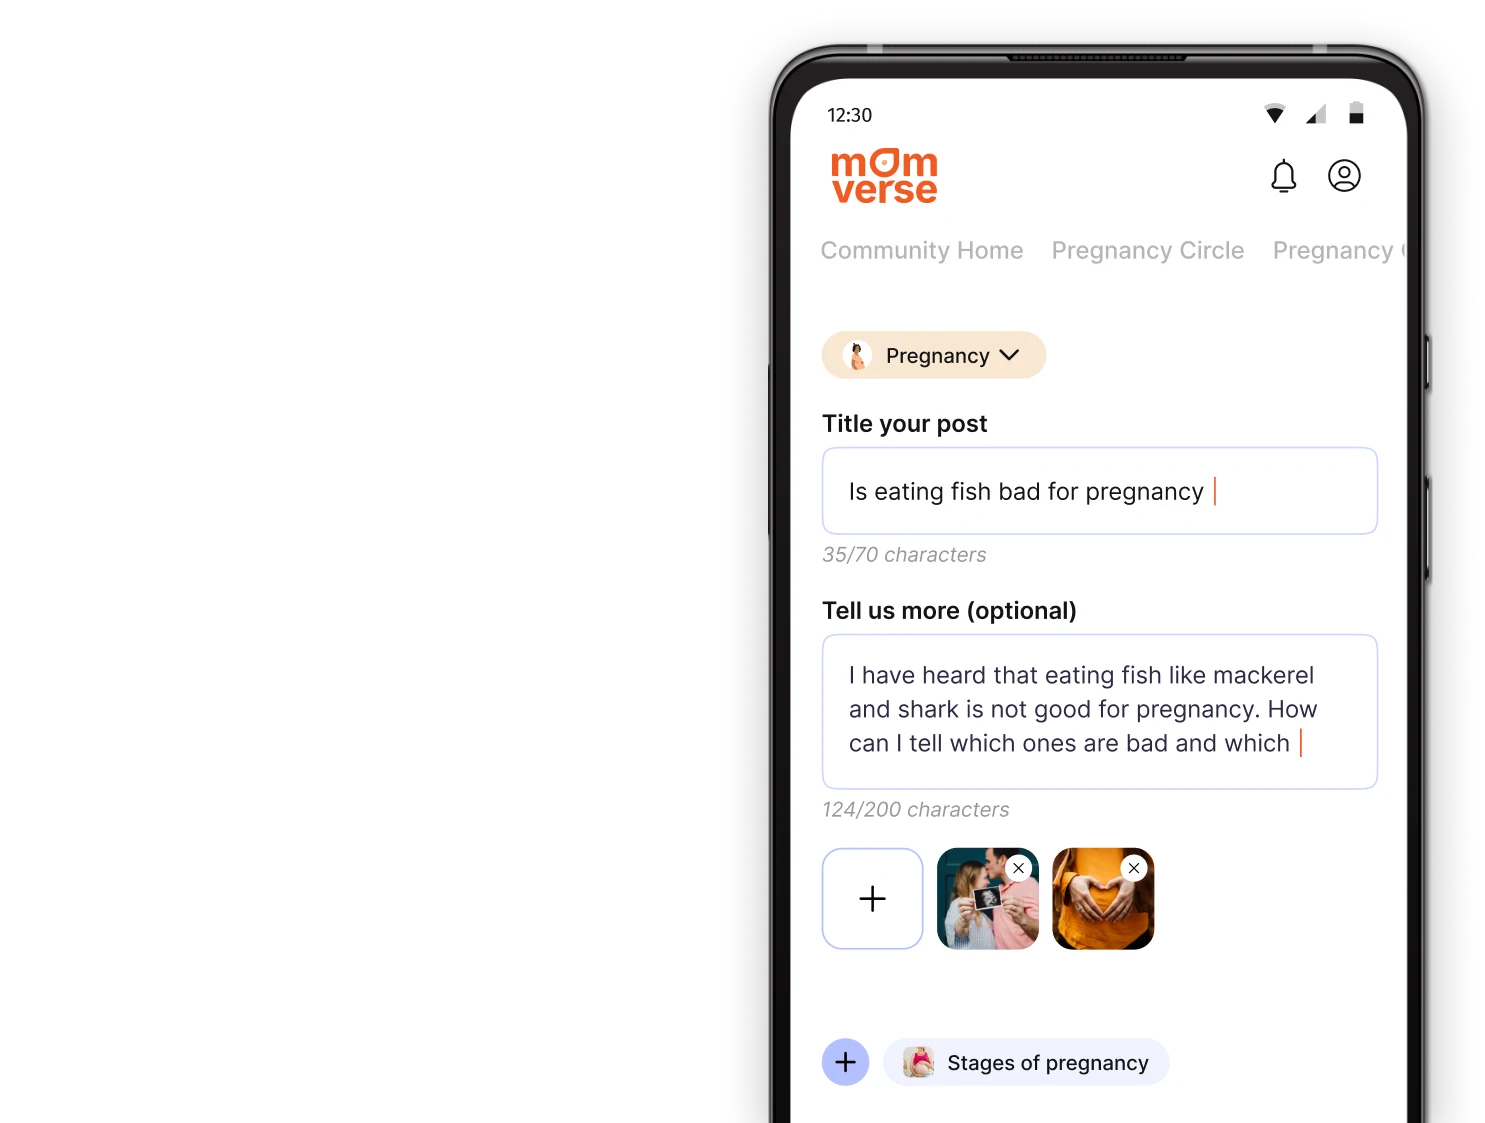 12:30
mom
verse
Community Home Pregnancy Circle Pregnancy
Pregnancy
Title your post
Is eating fish bad for pregnancy
35/70 characters
Tell us more (optional)
I have heard that eating fish like mackerel
and shark is not good for pregnancy. How
can I tell which ones are bad and which
124/200 characters
Stages of pregnancy